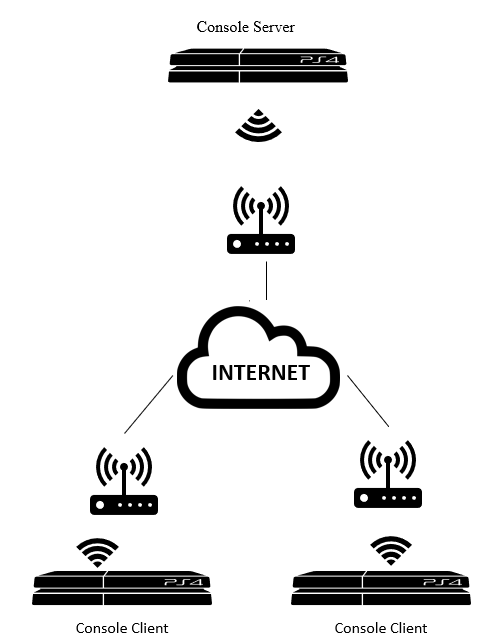 Console Server
PS4
INTERNET
PS4
PS4
Console Client
Console Client